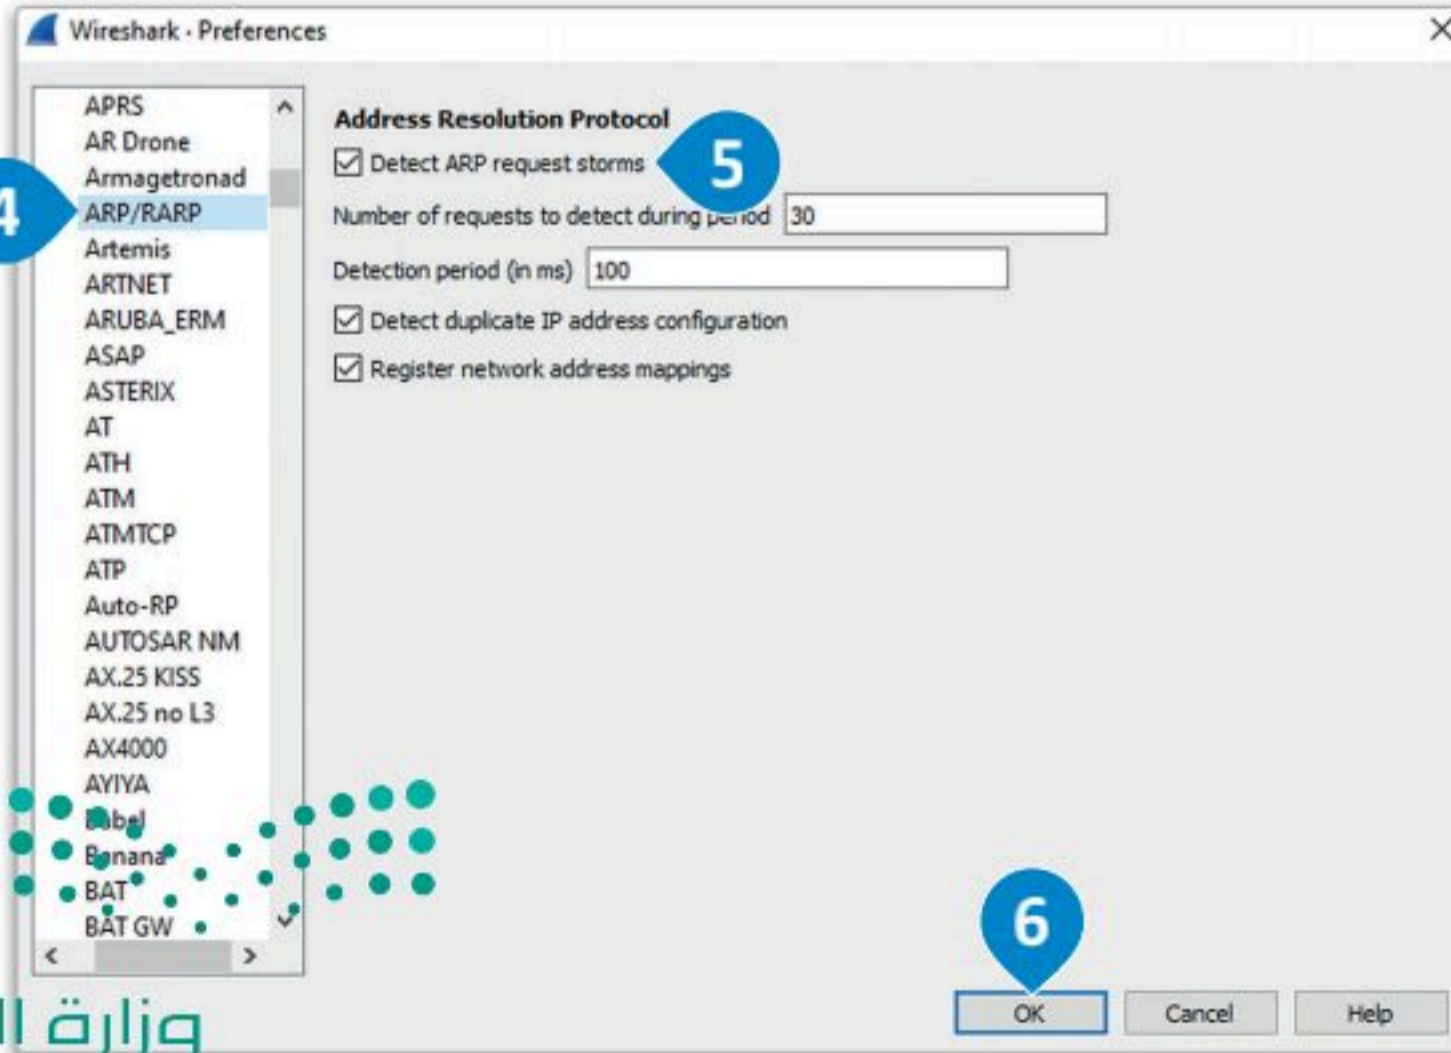 Wireshark - Preferences
APRS
AR Drone
Armagetronad
ARP/RARP
Artemis
ARTNET
ARUBA_ERM
ASAP
ASTERIX
AT
ATH
ATM
ATMTCP
ATP
Auto-RP
AUTOSAR NM
AX.25 KISS
AX.25 no L3
AX4000
AYIYA
Babel
Banana
BAT
BAT GW
4
Address Resolution Protocol
Detect ARP request storms
5
Number of requests to detect during period 30
Detection period (in ms) 100
Detect duplicate IP address configuration
Register network address mappings
6
OK Cancel Help
وزارة